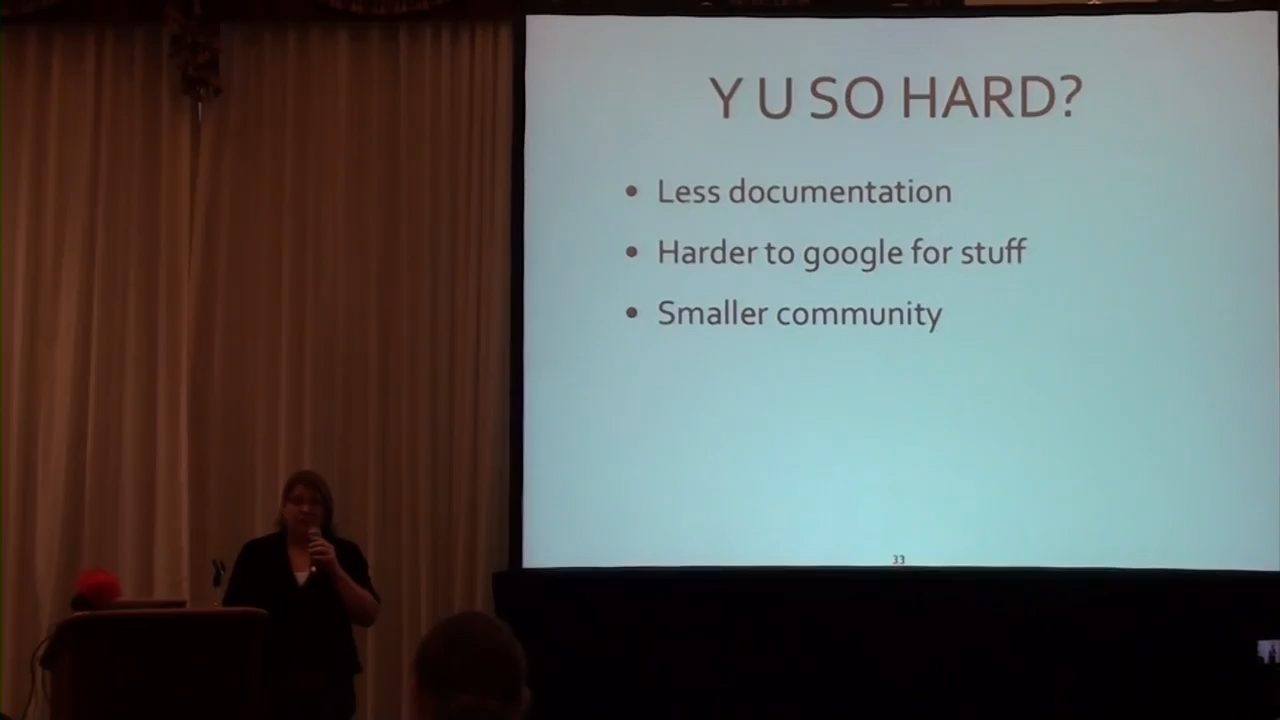 Y U SO HARD?
• Less documentation
• Harder to google for stuff
• Smaller community
33